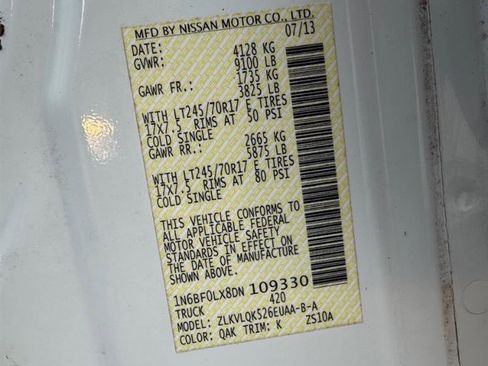 MFD BY NISSAN MOTOR CO., LTD.
DATE: 07/13
GVWR: 4128 KG
9100 LB
GAWR FR.: 1735 KG
3825 LB
WITH LT245/70R17 E TIRES
17X7.5 RIMS AT 50 PSI
COLD SINGLE
GAWR RR.: 2665 KG
5875 LB
WITH LT245/70R17 E TIRES
17X7.5 RIMS AT 80 PSI
COLD SINGLE
THIS VEHICLE CONFORMS TO
ALL APPLICABLE FEDERAL
MOTOR VEHICLE SAFETY
STANDARDS IN EFFECT ON
THE DATE OF MANUFACTURE
SHOWN ABOVE.
1N6BF0LX8DN 109330
TRUCK 420
MODEL: ZLKVLQK526EUAA-B-A
COLOR: QAK TRIM: K ZS10A